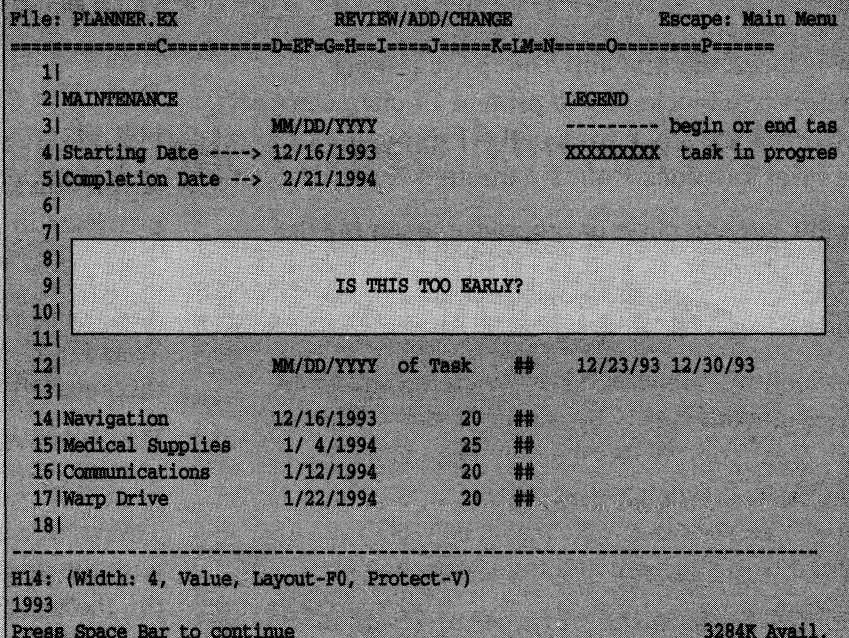 File: PLANNER.EX REVIEW/ADD/CHANGE Escape: Main Menu
==============C==========D=EF=G=H==I====J=====K=LM=N=====O========P======
1|
2|MAINTENANCE LEGEND
3| MM/DD/YYYY --------- begin or end tas
4|Starting Date ----> 12/16/1993 XXXXXXXXX task in progres
5|Completion Date --> 2/21/1994
6|
7|
8|
9| IS THIS TOO EARLY?
10|
11|
12| MM/DD/YYYY of Task ## 12/23/93 12/30/93
13|
14|Navigation 12/16/1993 20 ##
15|Medical Supplies 1/ 4/1994 25 ##
16|Communications 1/12/1994 20 ##
17|Warp Drive 1/22/1994 20 ##
18|
------------------------------------------------------------------------------
H14: (Width: 4, Value, Layout-F0, Protect-V)
1993
Press Space Bar to continue 3284K Avail.